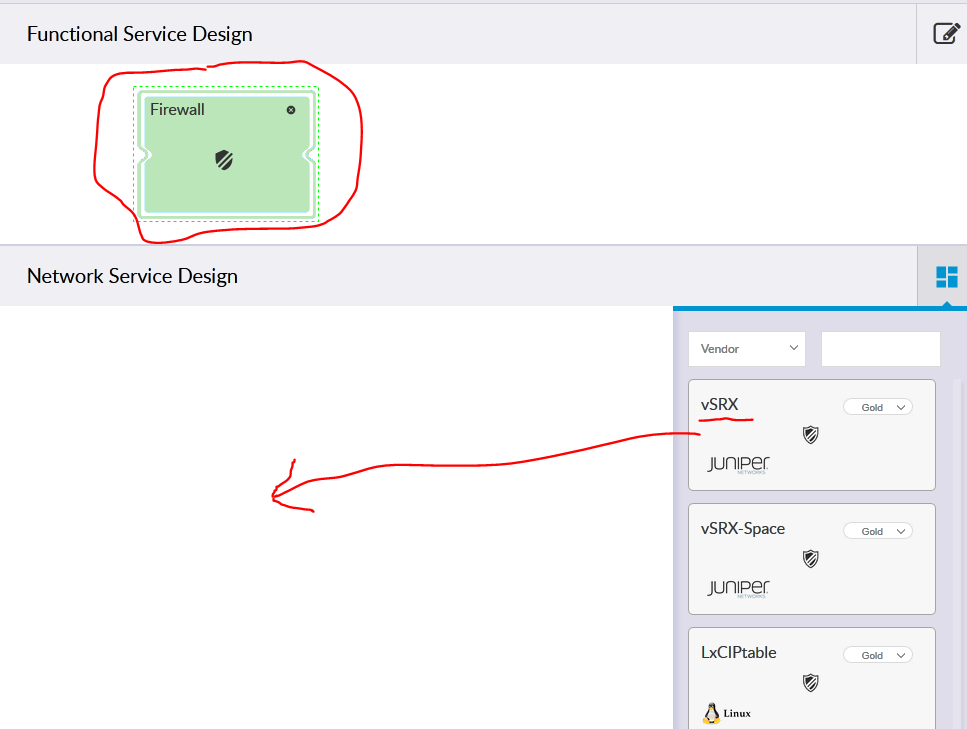 Functional Service Design
Firewall
Network Service Design
Vendor
vSRX
Gold
JUNIPER
NETWORKS
vSRX-Space
Gold
JUNIPER
NETWORKS
LxCIPtable
Gold
Linux